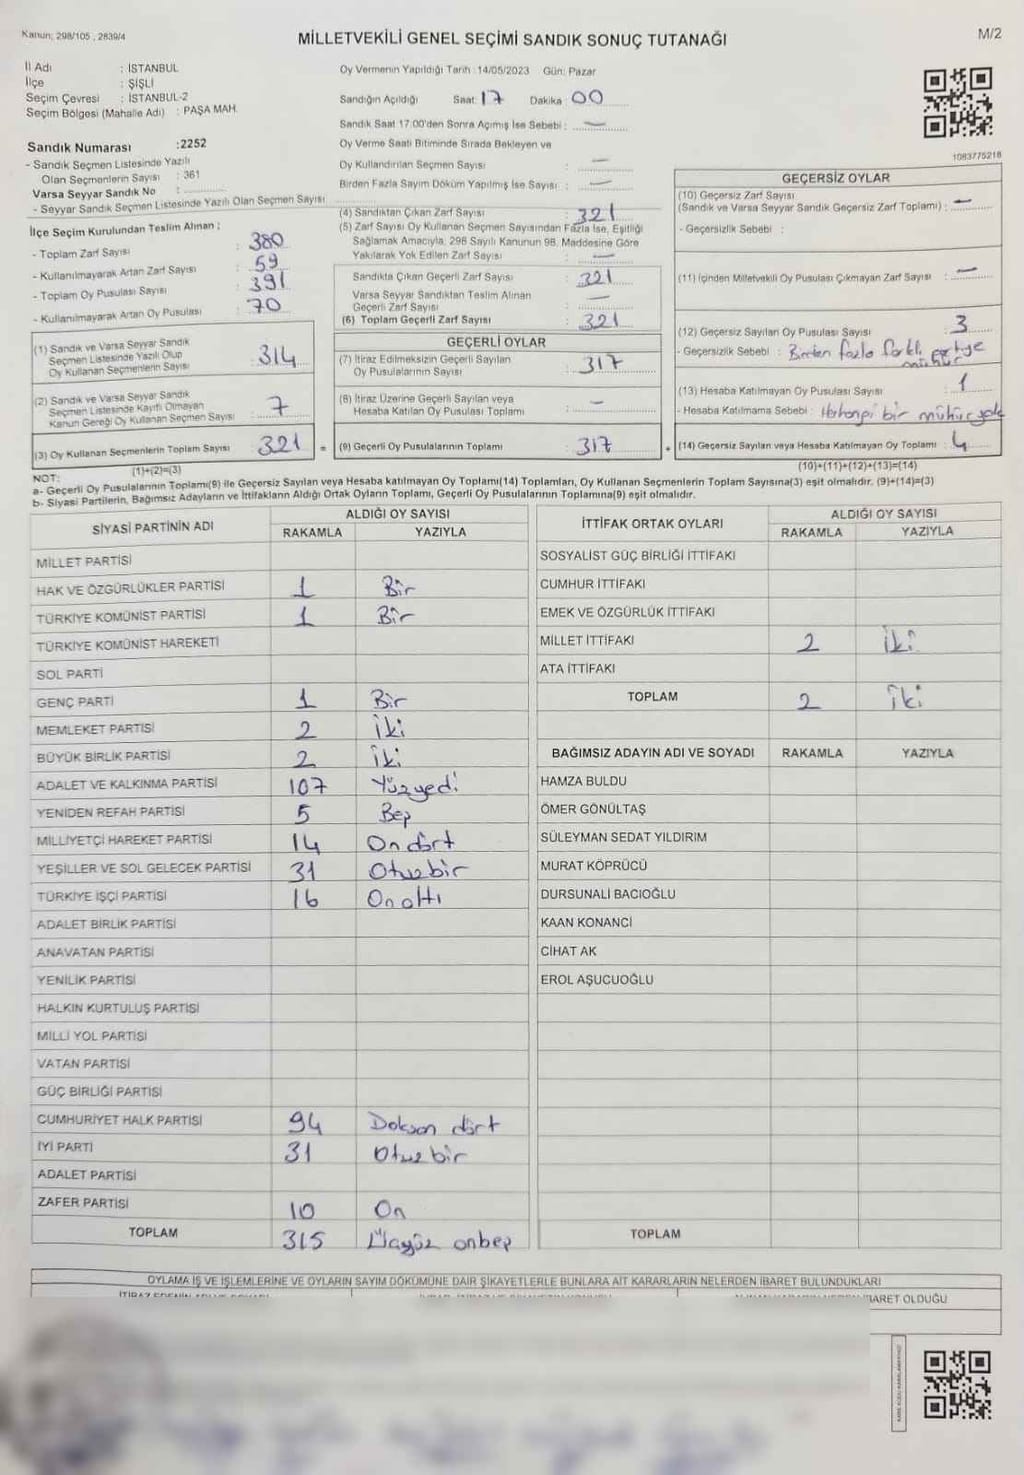 Kanun; 298/105 , 2839/4
MİLLETVEKİLİ GENEL SEÇİMİ SANDIK SONUÇ TUTANAĞI
M/2
İl Adı : İSTANBUL
İlçe : ŞİŞLİ
Seçim Çevresi : İSTANBUL-2
Seçim Bölgesi (Mahalle Adı) : PAŞA MAH.
Oy Vermenin Yapıldığı Tarih :14/05/2023 Gün: Pazar
Sandığın Açıldığı Saat: 17 Dakika 00
Sandık Saat 17:00'den Sonra Açımış İse Sebebi : —
Oy Verme Saati Bitiminde Sırada Bekleyen ve
Oy Kullandırılan Seçmen Sayısı : —
Birden Fazla Sayım Döküm Yapılmış İse Sayısı : —
1083775218
Sandık Numarası :2252
- Sandık Seçmen Listesinde Yazılı
Olan Seçmenlerin Sayısı : 361
Varsa Seyyar Sandık No :
- Seyyar Sandık Seçmen Listesinde Yazılı Olan Seçmen Sayısı
İlçe Seçim Kurulundan Teslim Alınan ;
- Toplam Zarf Sayısı : 380
- Kullanılmayarak Artan Zarf Sayısı : 59
- Toplam Oy Pusulası Sayısı : 391
- Kullanılmayarak Artan Oy Pusulası : 70
(1) Sandık ve Varsa Seyyar Sandık
Seçmen Listesinde Yazılı Olup
Oy Kullanan Seçmenlerin Sayısı : 314
(2) Sandık ve Varsa Seyyar Sandık
Seçmen Listesinde Kayıtlı Olmayan
Kanun Gereği Oy Kullanan Seçmen Sayısı : 7
(3) Oy Kullanan Seçmenlerin Toplam Sayısı : 321
(1)+(2)=(3)
(4) Sandıktan Çıkan Zarf Sayısı : 321
(5) Zarf Sayısı Oy Kullanan Seçmen Sayısından Fazla İse, Eşitliği
Sağlamak Amacıyla; 298 Sayılı Kanunun 98. Maddesine Göre
Yakılarak Yok Edilen Zarf Sayısı : —
Sandıkta Çıkan Geçerli Zarf Sayısı : 321
Varsa Seyyar Sandıktan Teslim Alınan
Geçerli Zarf Sayısı : —
(6) Toplam Geçerli Zarf Sayısı : 321
GEÇERLİ OYLAR
(7) İtiraz Edilmeksizin Geçerli Sayılan
Oy Pusulalarının Sayısı : 317
(8) İtiraz Üzerine Geçerli Sayılan veya
Hesaba Katılan Oy Pusulası Toplamı : —
= (9) Geçerli Oy Pusulalarının Toplamı : 317
GEÇERSİZ OYLAR
(10) Geçersiz Zarf Sayısı
(Sandık ve Varsa Seyyar Sandık Geçersiz Zarf Toplamı) : —
- Geçersizlik Sebebi :
(11) İçinden Milletvekili Oy Pusulası Çıkmayan Zarf Sayısı : —
(12) Geçersiz Sayılan Oy Pusulası Sayısı : 3
- Geçersizlik Sebebi : Birden fazla farklı partiye
mühür
(13) Hesaba Katılmayan Oy Pusulası Sayısı : 1
- Hesaba Katılmama Sebebi : Herhangi bir mühür yok
+ (14) Geçersiz Sayılan veya Hesaba Katılmayan Oy Toplamı : 4
(10)+(11)+(12)+(13)=(14)
NOT:
a- Geçerli Oy Pusulalarının Toplamı(9) ile Geçersiz Sayılan veya Hesaba katılmayan Oy Toplamı(14) Toplamları, Oy Kullanan Seçmenlerin Toplam Sayısına(3) eşit olmalıdır. (9)+(14)=(3)
b- Siyasi Partilerin, Bağımsız Adayların ve İttifakların Aldığı Ortak Oyların Toplamı, Geçerli Oy Pusulalarının Toplamına(9) eşit olmalıdır.
SİYASİ PARTİNİN ADI ALDIĞI OY SAYISI
RAKAMLA YAZIYLA
MİLLET PARTİSİ
HAK VE ÖZGÜRLÜKLER PARTİSİ 1 Bir
TÜRKİYE KOMÜNİST PARTİSİ 1 Bir
TÜRKİYE KOMÜNİST HAREKETİ
SOL PARTİ
GENÇ PARTİ 1 Bir
MEMLEKET PARTİSİ 2 İki
BÜYÜK BİRLİK PARTİSİ 2 İki
ADALET VE KALKINMA PARTİSİ 107 Yüzyedi
YENİDEN REFAH PARTİSİ 5 Beş
MİLLİYETÇİ HAREKET PARTİSİ 14 On dört
YEŞİLLER VE SOL GELECEK PARTİSİ 31 Otuzbir
TÜRKİYE İŞÇİ PARTİSİ 16 Onaltı
ADALET BİRLİK PARTİSİ
ANAVATAN PARTİSİ
YENİLİK PARTİSİ
HALKIN KURTULUŞ PARTİSİ
MİLLİ YOL PARTİSİ
VATAN PARTİSİ
GÜÇ BİRLİĞİ PARTİSİ
CUMHURİYET HALK PARTİSİ 94 Doksan dört
İYİ PARTİ 31 Otuz bir
ADALET PARTİSİ
ZAFER PARTİSİ 10 On
TOPLAM 315 Üçyüz onbeş
İTTİFAK ORTAK OYLARI ALDIĞI OY SAYISI
RAKAMLA YAZIYLA
SOSYALİST GÜÇ BİRLİĞİ İTTİFAKI
CUMHUR İTTİFAKI
EMEK VE ÖZGÜRLÜK İTTİFAKI
MİLLET İTTİFAKI 2 İki
ATA İTTİFAKI
TOPLAM 2 İki
BAĞIMSIZ ADAYIN ADI VE SOYADI RAKAMLA YAZIYLA
HAMZA BULDU
ÖMER GÖNÜLTAŞ
SÜLEYMAN SEDAT YILDIRIM
MURAT KÖPRÜCÜ
DURSUNALİ BACIOĞLU
KAAN KONANCİ
CİHAT AK
EROL AŞUCUOĞLU
TOPLAM
OYLAMA İŞ VE İŞLEMLERİNE VE OYLARIN SAYIM DÖKÜMÜNE DAİR ŞİKAYETLERLE BUNLARA AİT KARARLARIN NELERDEN İBARET BULUNDUKLARI
OLDUĞU